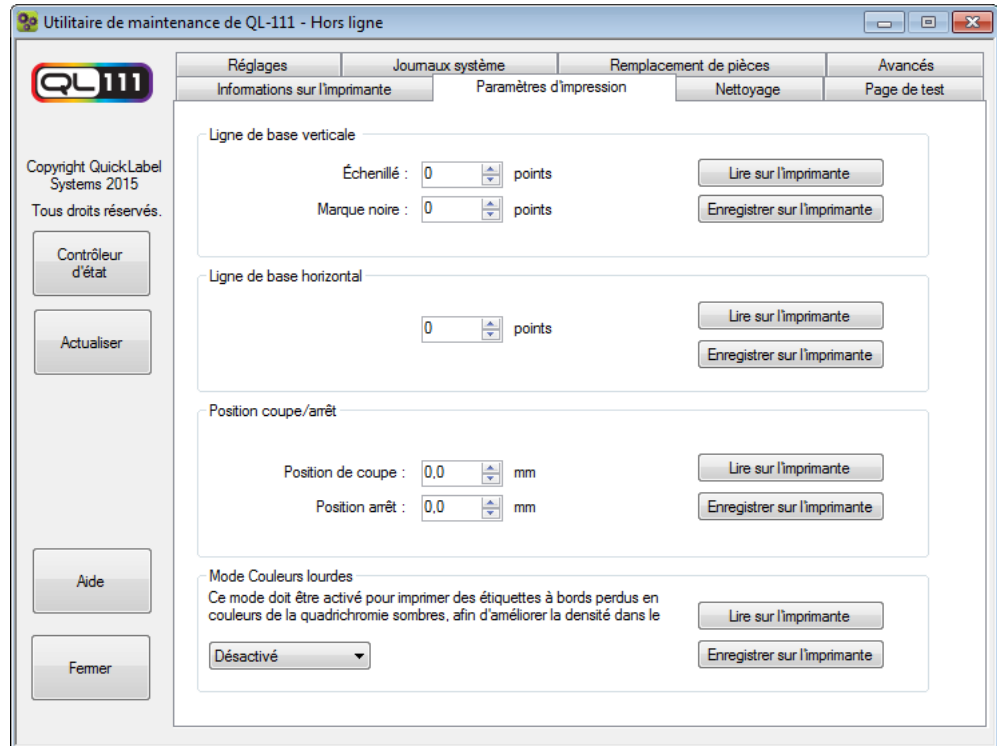 Utilitaire de maintenance de QL-111 - Hors ligne
QL111
Copyright QuickLabel
Systems 2015
Tous droits réservés.
Contrôleur
d'état
Actualiser
Aide
Fermer
Réglages
Journaux système
Remplacement de pièces
Avancés
Informations sur l'imprimante
Paramètres d'impression
Nettoyage
Page de test
Ligne de base verticale
Échenillé : 0 points
Lire sur l'imprimante
Marque noire : 0 points
Enregistrer sur l'imprimante
Ligne de base horizontal
0 points
Lire sur l'imprimante
Enregistrer sur l'imprimante
Position coupe/arrêt
Position de coupe : 0,0 mm
Lire sur l'imprimante
Position arrêt : 0,0 mm
Enregistrer sur l'imprimante
Mode Couleurs lourdes
Ce mode doit être activé pour imprimer des étiquettes à bords perdus en
couleurs de la quadrichromie sombres, afin d'améliorer la densité dans le
Lire sur l'imprimante
Désactivé
Enregistrer sur l'imprimante